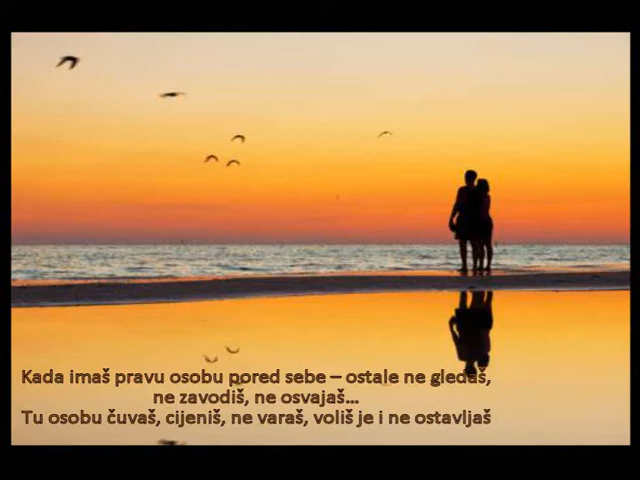 Kada imaš pravu osobu pored sebe – ostale ne gledaš,
ne zavodiš, ne osvajaš...
Tu osobu čuvaš, cijeniš, ne varaš, voliš je i ne ostavljaš